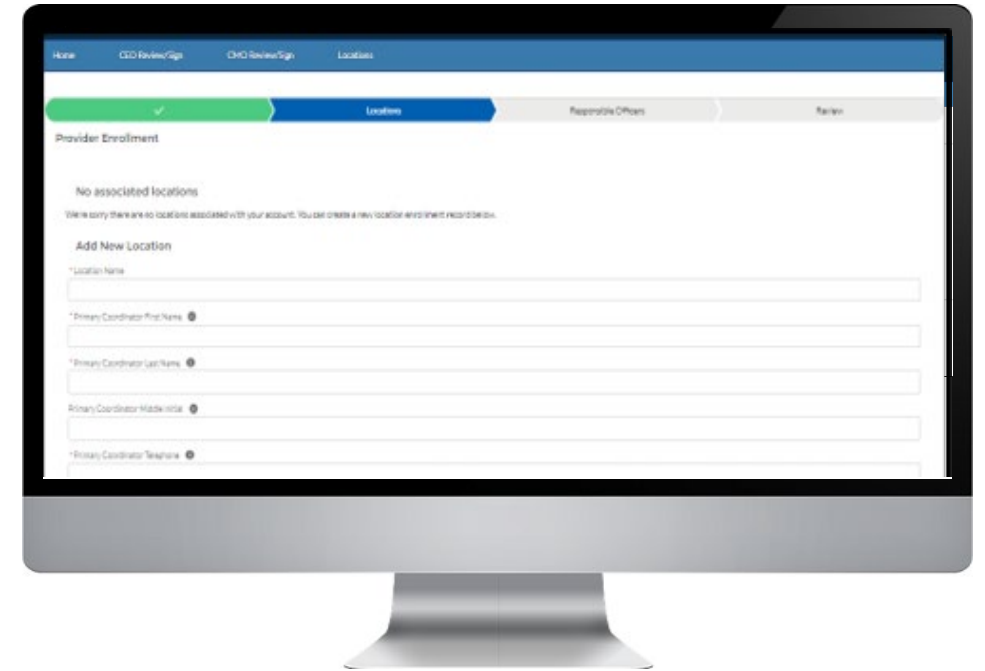 Home CEO Review/Sign CMO Review/Sign Locations
Locations Responsible Officers Review
Provider Enrollment
No associated locations
We're sorry there are no locations associated with your account. You can create a new location enrollment record below.
Add New Location
*Location Name
*Primary Coordinator First Name
*Primary Coordinator Last Name
Primary Coordinator Middle Initial
*Primary Coordinator Telephone